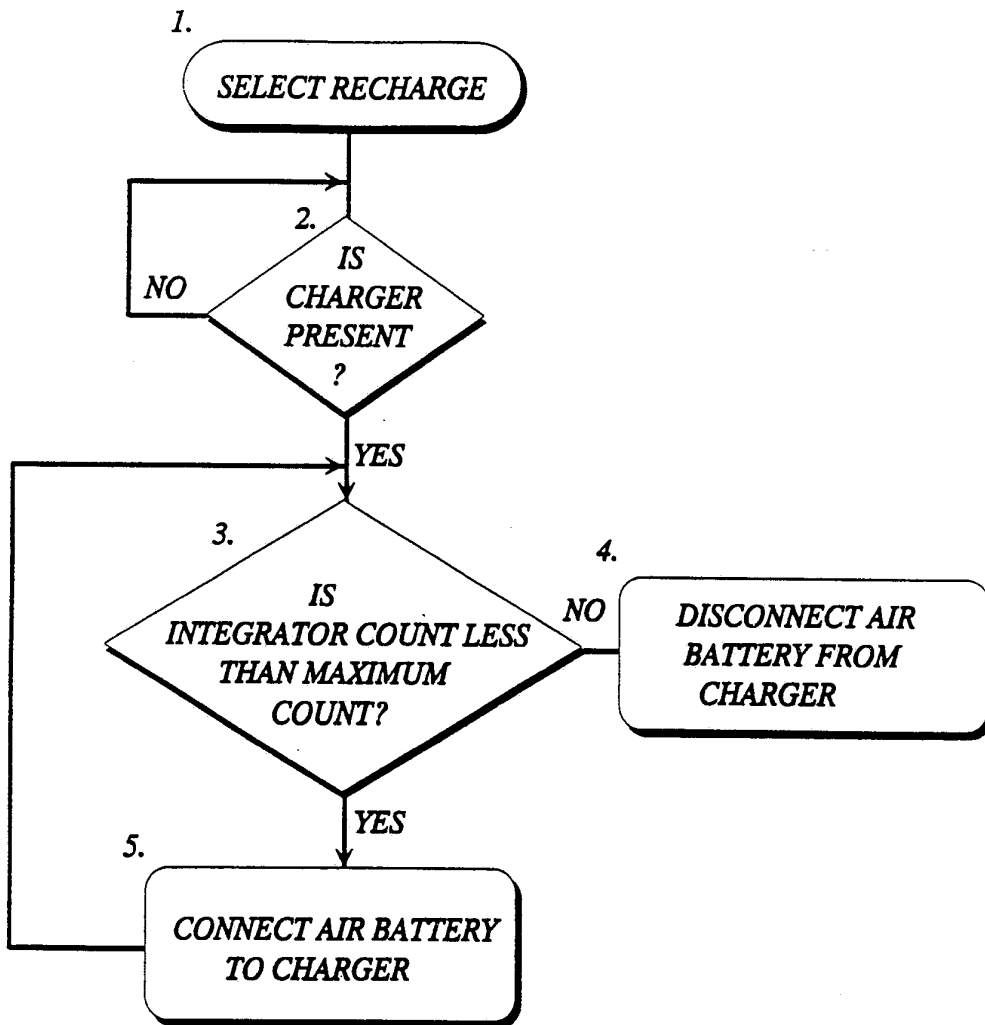 1.
SELECT RECHARGE
2.
IS
CHARGER
PRESENT
?
NO
YES
3.
IS
INTEGRATOR COUNT LESS
THAN MAXIMUM
COUNT?
NO
4.
DISCONNECT AIR
BATTERY FROM
CHARGER
YES
5.
CONNECT AIR BATTERY
TO CHARGER